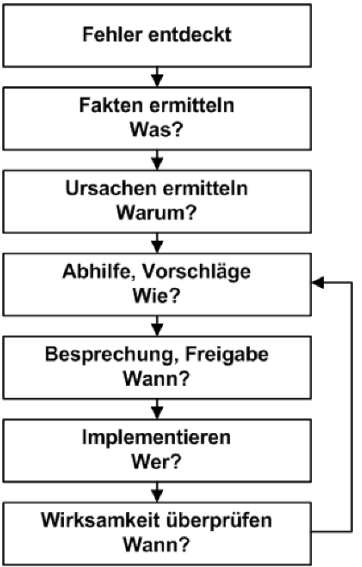 Fehler entdeckt
Fakten ermitteln
Was?
Ursachen ermitteln
Warum?
Abhilfe, Vorschläge
Wie?
Besprechung, Freigabe
Wann?
Implementieren
Wer?
Wirksamkeit überprüfen
Wann?